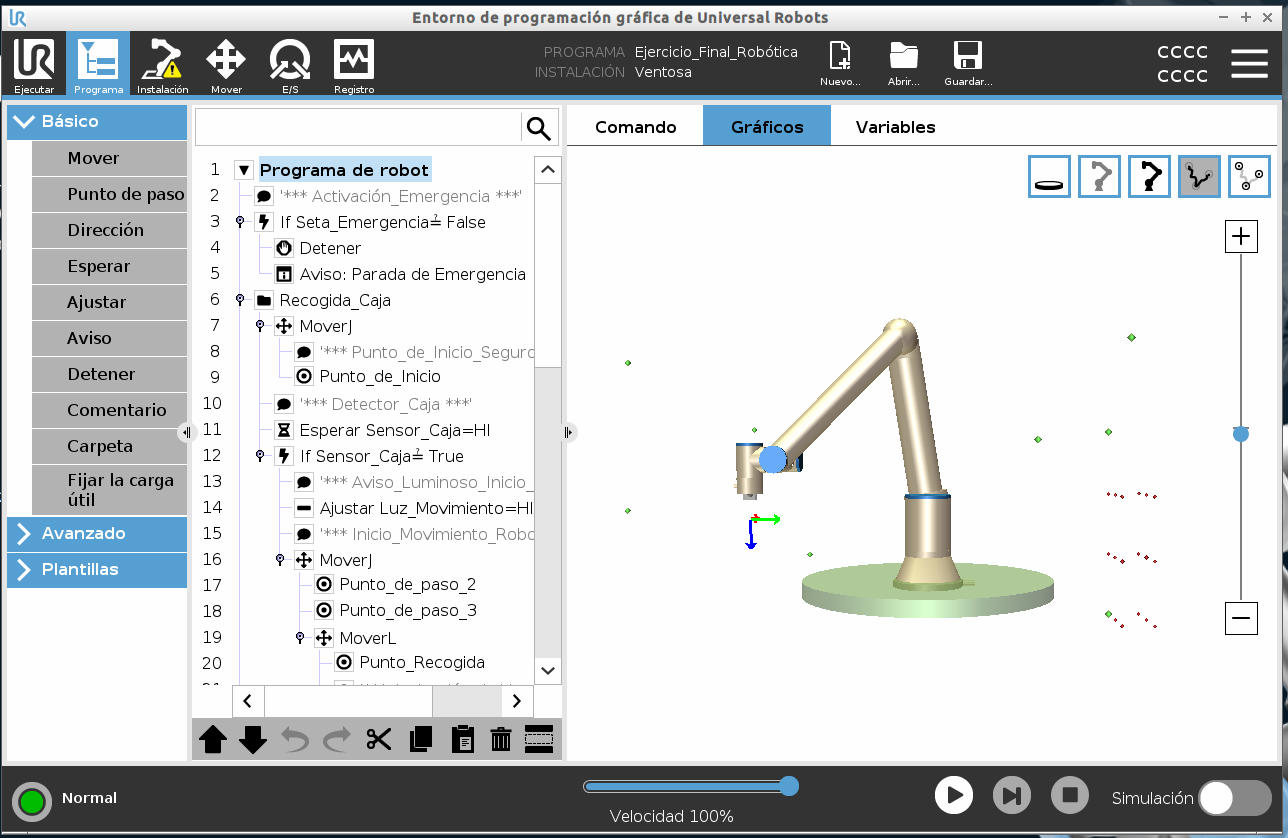 Entorno de programación gráfica de Universal Robots
Ejecutar
Programa
Instalación
Mover
E/S
Registro
PROGRAMA Ejercicio_Final_Robótica
INSTALACIÓN Ventosa
Nuevo...
Abrir...
Guardar...
CCCC
CCCC
Básico
Mover
Punto de paso
Dirección
Esperar
Ajustar
Aviso
Detener
Comentario
Carpeta
Fijar la carga
útil
Avanzado
Plantillas
1 Programa de robot
2 '*** Activación_Emergencia ***'
3 If Seta_Emergencia≟ False
4 Detener
5 Aviso: Parada de Emergencia
6 Recogida_Caja
7 MoverJ
8 '*** Punto_de_Inicio_Seguro
9 Punto_de_Inicio
10 '*** Detector_Caja ***'
11 Esperar Sensor_Caja=HI
12 If Sensor_Caja≟ True
13 '*** Aviso_Luminoso_Inicio_
14 Ajustar Luz_Movimiento=HI
15 '*** Inicio_Movimiento_Robo
16 MoverJ
17 Punto_de_paso_2
18 Punto_de_paso_3
19 MoverL
20 Punto_Recogida
Comando
Gráficos
Variables
Normal
Velocidad 100%
Simulación